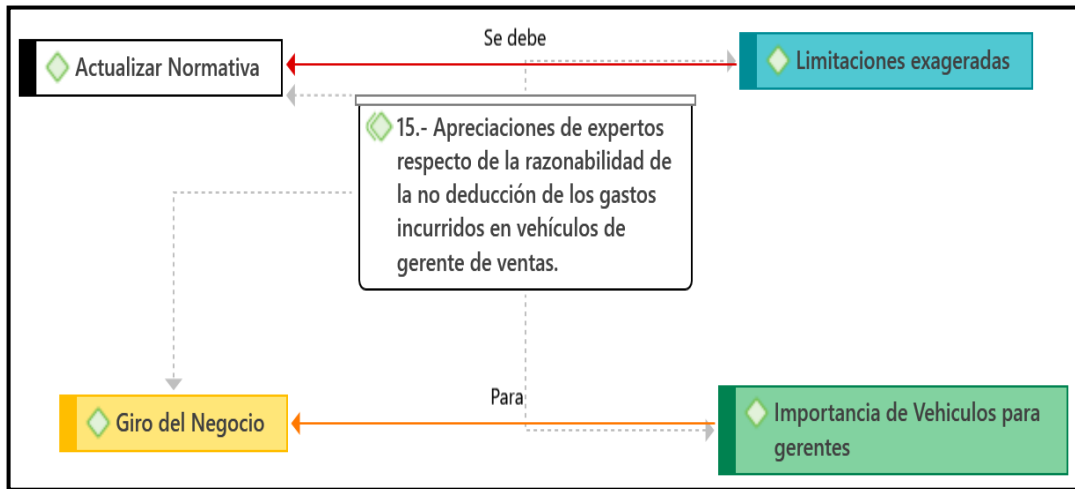 Se debe
Actualizar Normativa
Limitaciones exageradas
15.- Apreciaciones de expertos
respecto de la razonabilidad de
la no deducción de los gastos
incurridos en vehículos de
gerente de ventas.
Para
Giro del Negocio
Importancia de Vehiculos para
gerentes